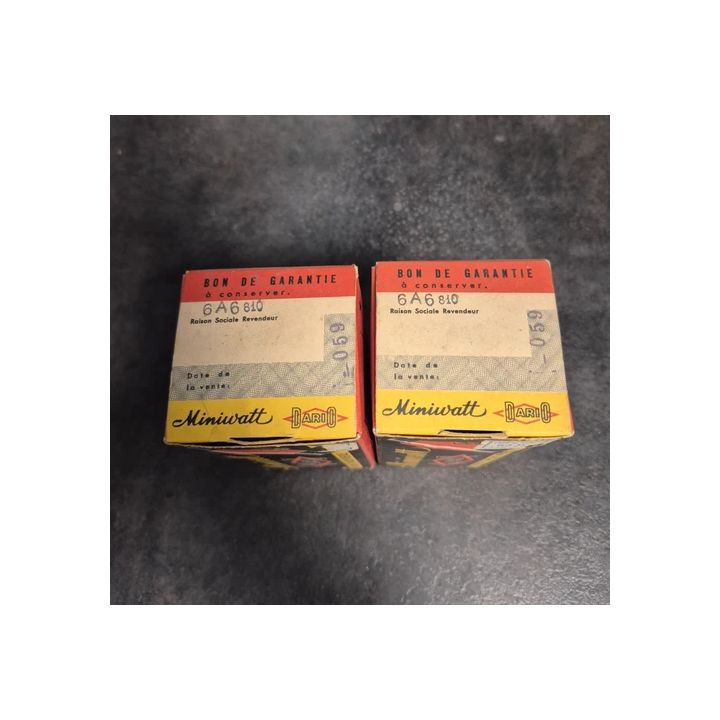 BON DE GARANTIE
à conserver.
6A6 810
Raison Sociale Revendeur
059
Date de
la vente:
Miniwatt DARIO
BON DE GARANTIE
à conserver.
6A6 810
Raison Sociale Revendeur
059
Date de
la vente:
Miniwatt DARIO